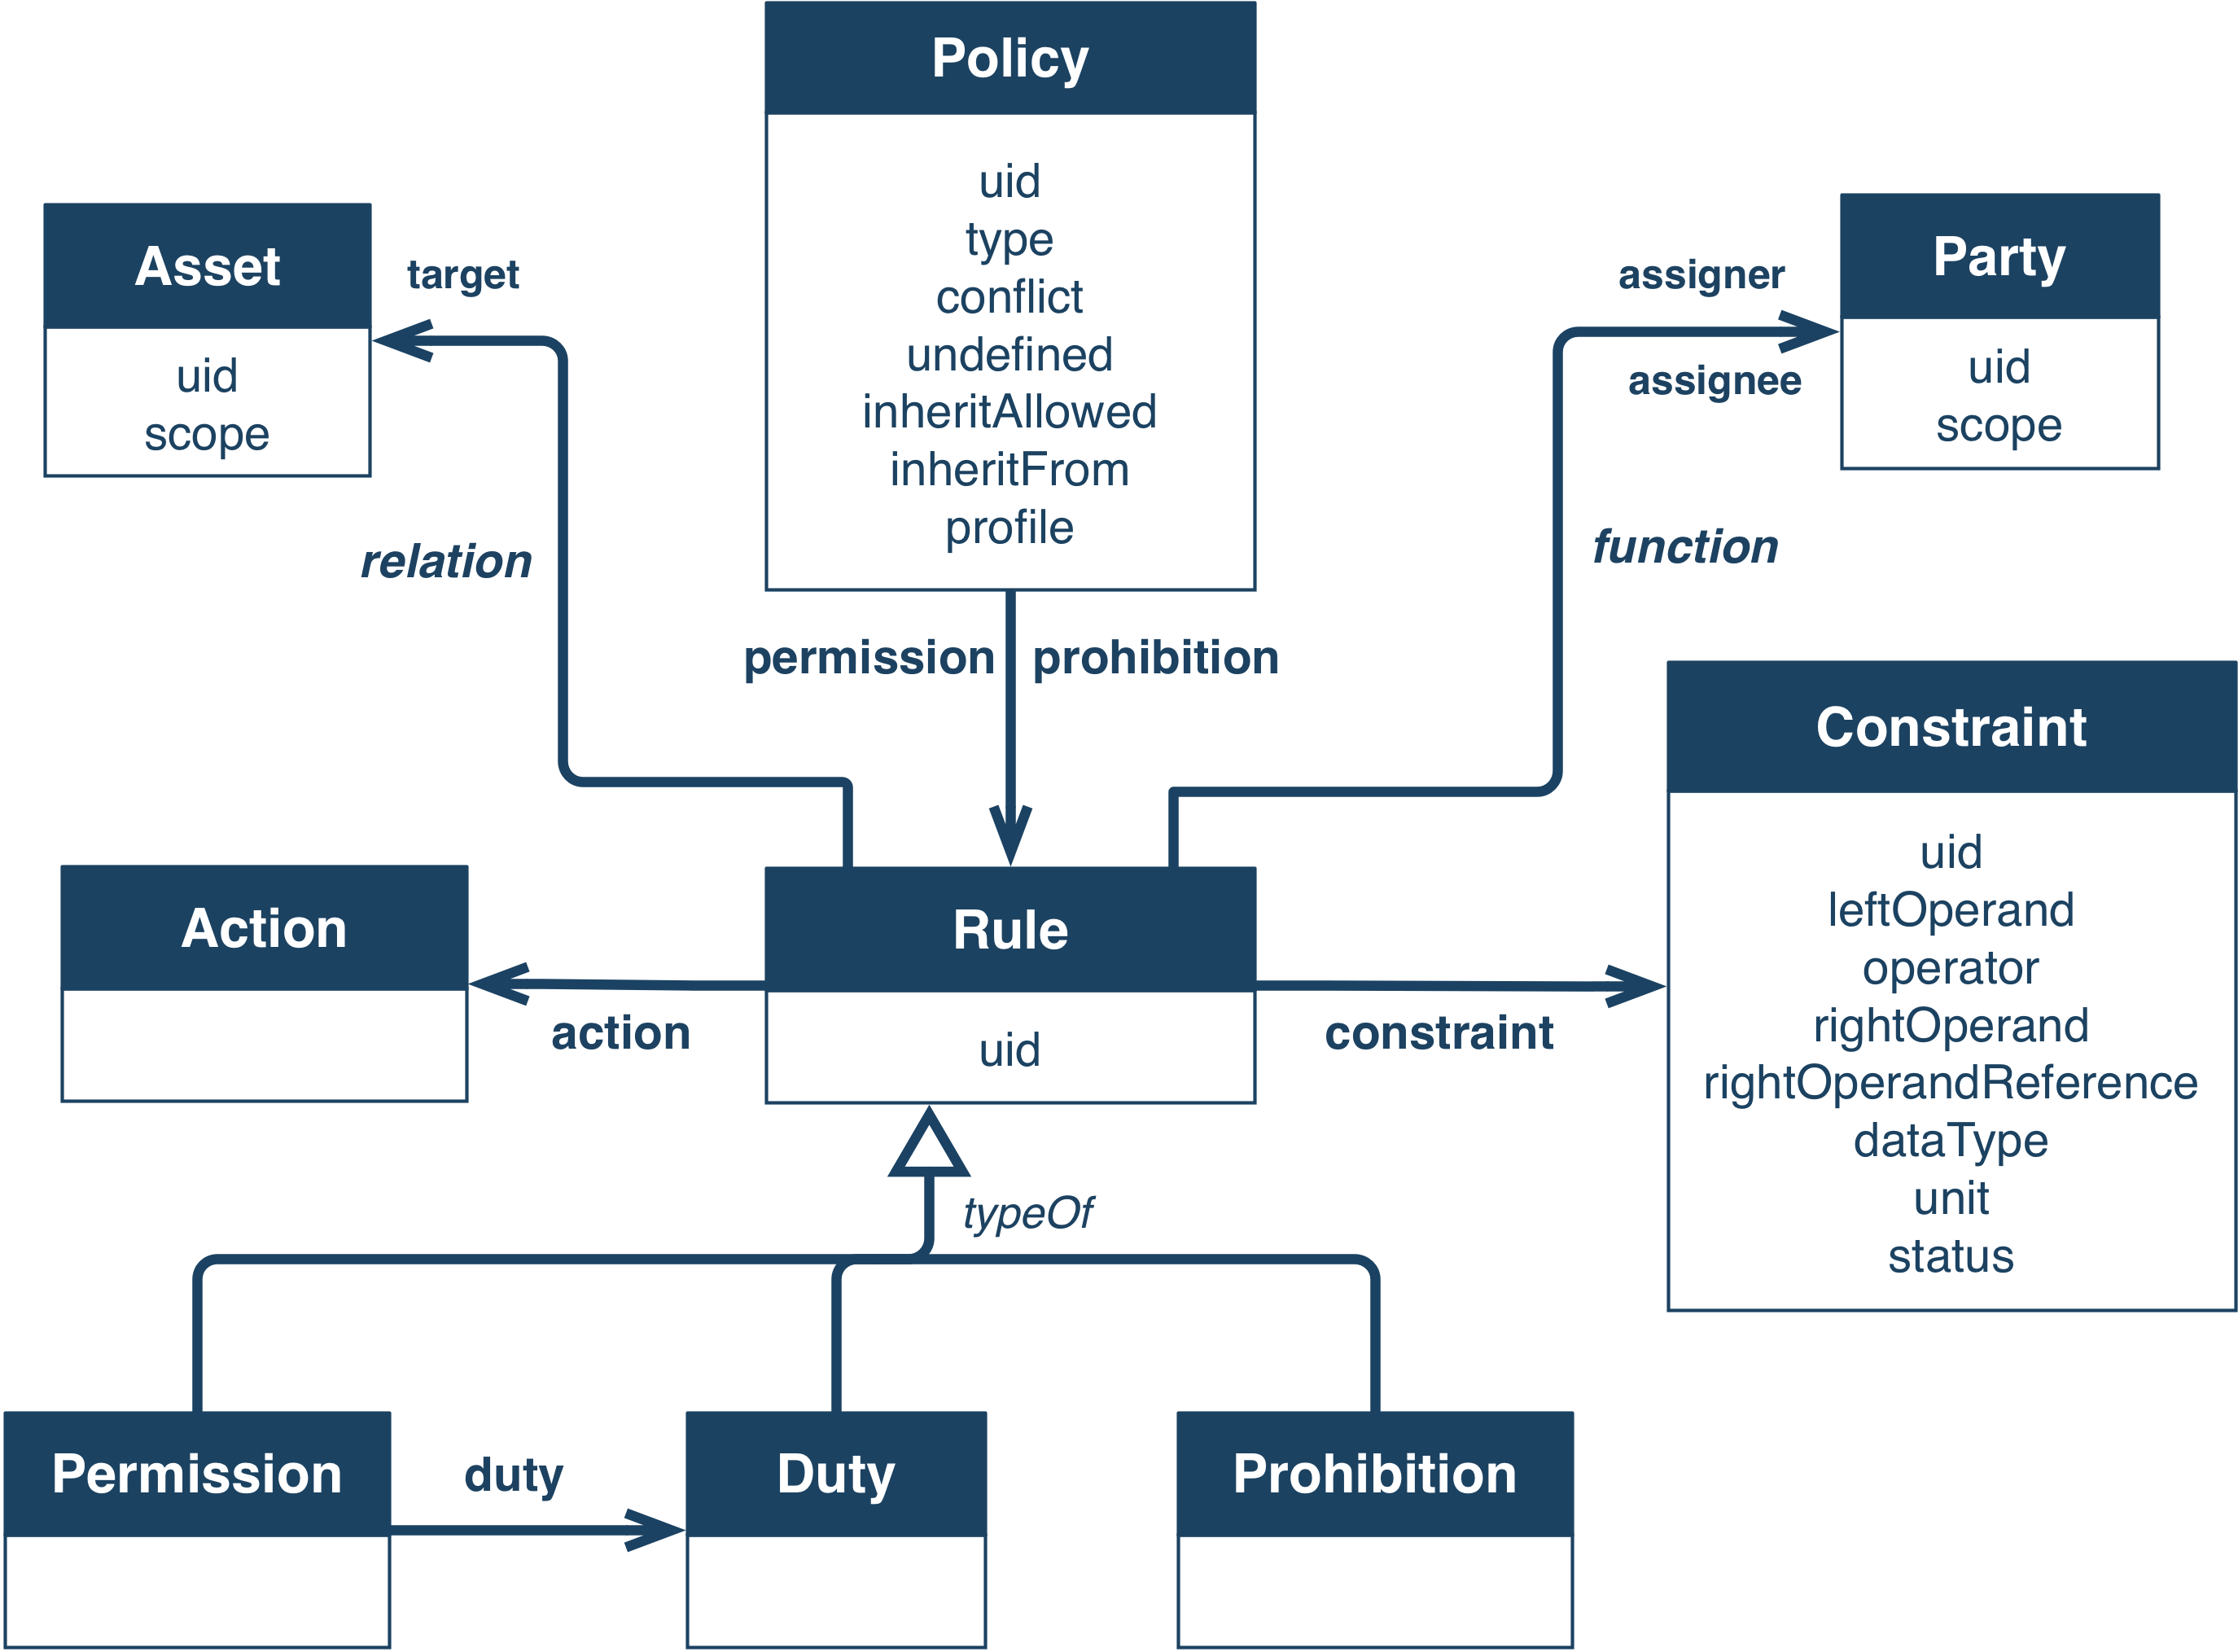 Policy
uid
type
conflict
undefined
inheritAllowed
inheritFrom
profile
Asset
uid
scope
target
relation
assigner
assignee
function
Party
uid
scope
permission
prohibition
Constraint
uid
leftOperand
operator
rightOperand
rightOperandReference
dataType
unit
status
Action
action
Rule
uid
constraint
typeOf
Permission
duty
Duty
Prohibition